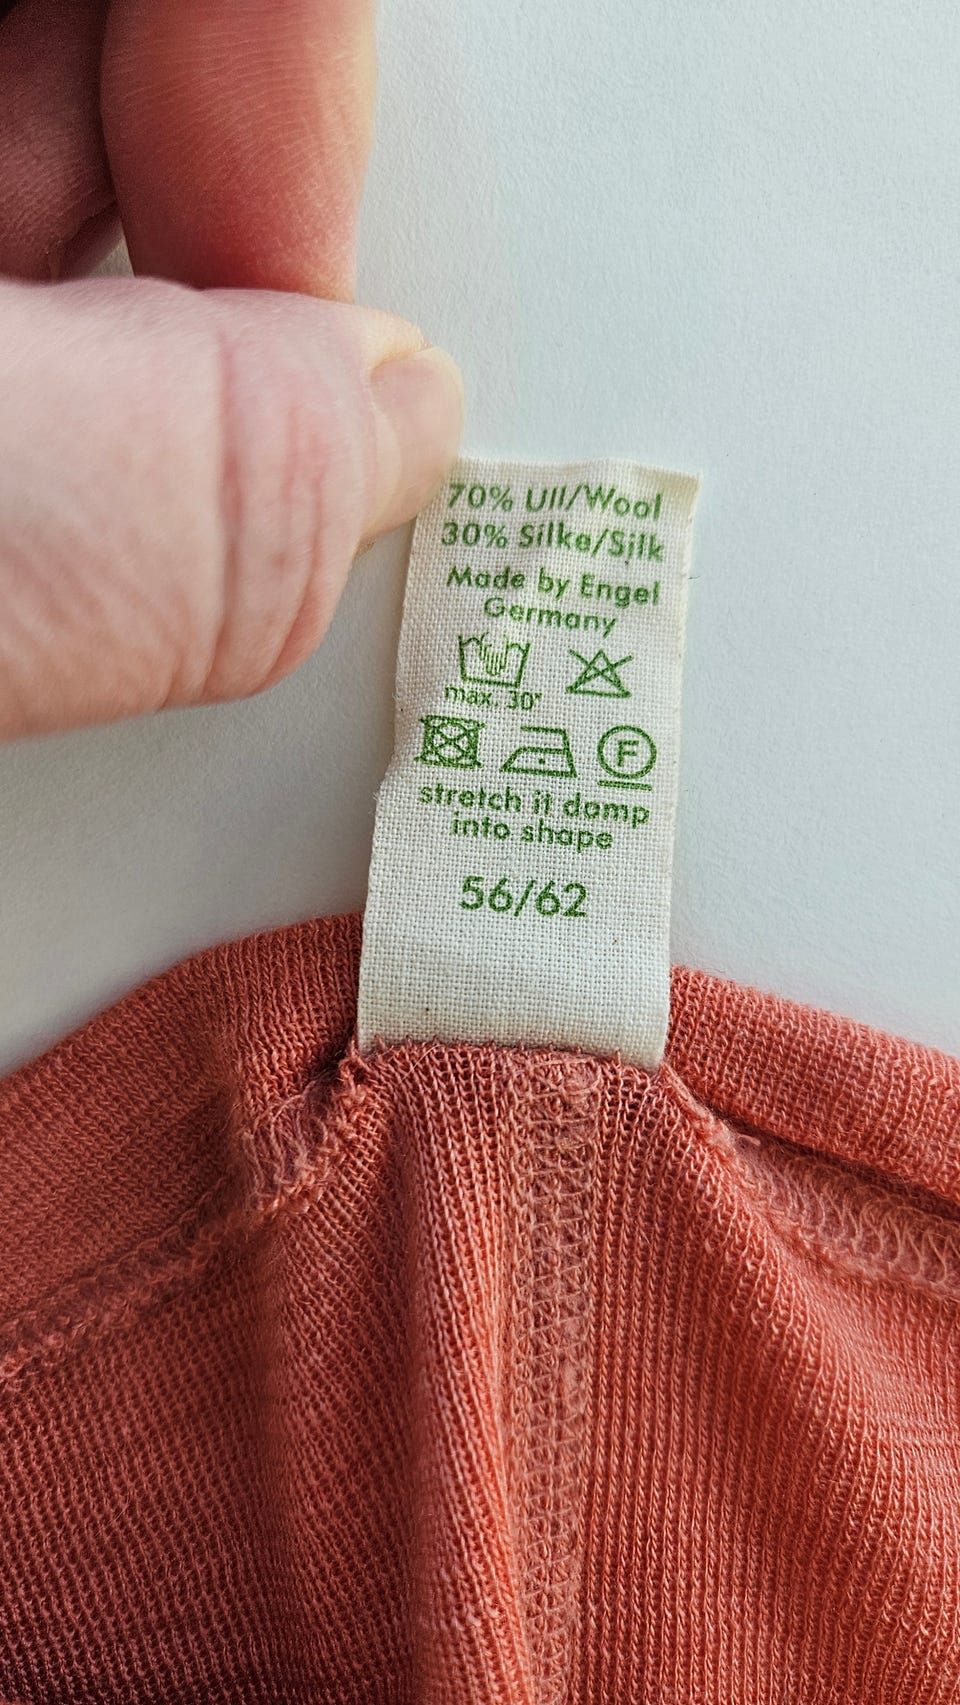 70% Ull/Wool
30% Silke/Silk
Made by Engel
Germany
max. 30°
F
stretch it damp
into shape
56/62